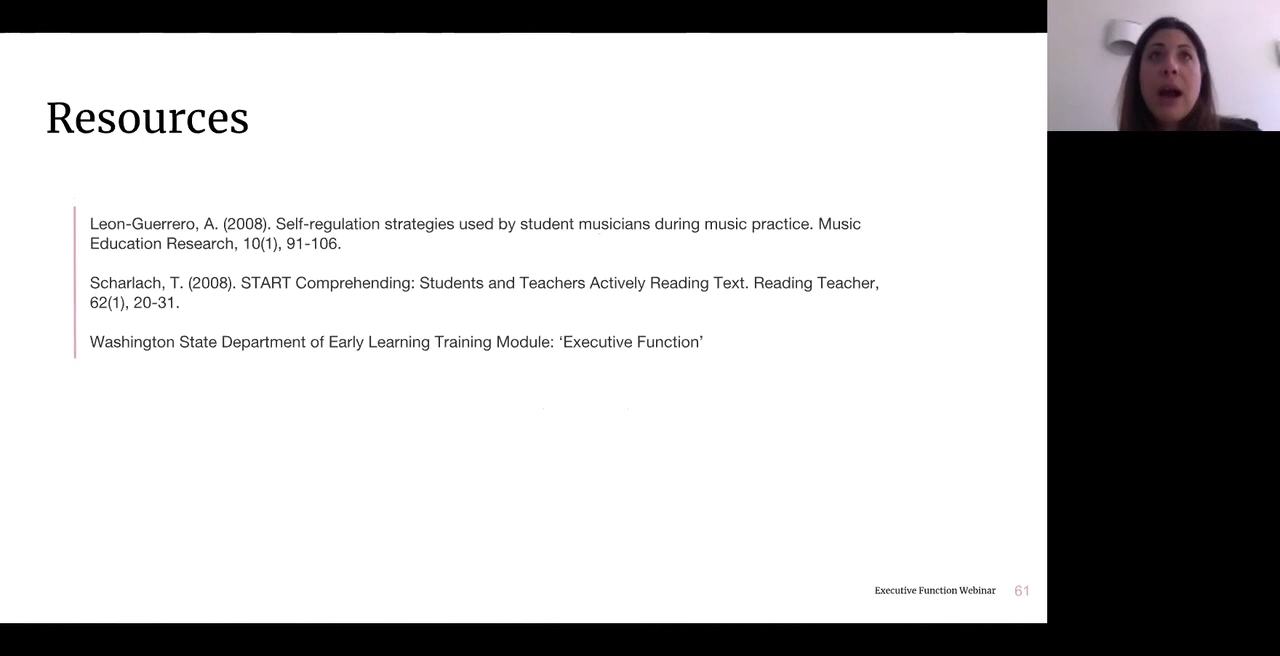 Resources
Leon-Guerrero, A. (2008). Self-regulation strategies used by student musicians during music practice. Music
Education Research, 10(1), 91-106.
Scharlach, T. (2008). START Comprehending: Students and Teachers Actively Reading Text. Reading Teacher,
62(1), 20-31.
Washington State Department of Early Learning Training Module: ‘Executive Function’
Executive Function Webinar 61